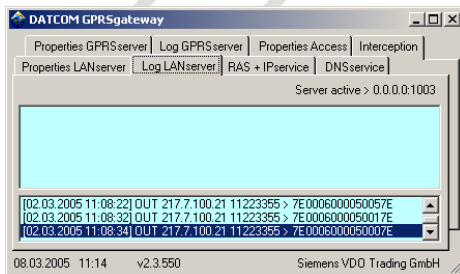 DATCOM GPRSgateway
Properties GPRSserver Log GPRSserver Properties Access Interception
Properties LANserver Log LANserver RAS + IPservice DNSservice
Server active > 0.0.0.0:1003
[02.03.2005 11:08:22] OUT 217.7.100.21 11223355 > 7E0006000050057E
[02.03.2005 11:08:32] OUT 217.7.100.21 11223355 > 7E0006000050017E
[02.03.2005 11:08:34] OUT 217.7.100.21 11223355 > 7E0006000050007E
08.03.2005 11:14 v2.3.550 Siemens VDO Trading GmbH